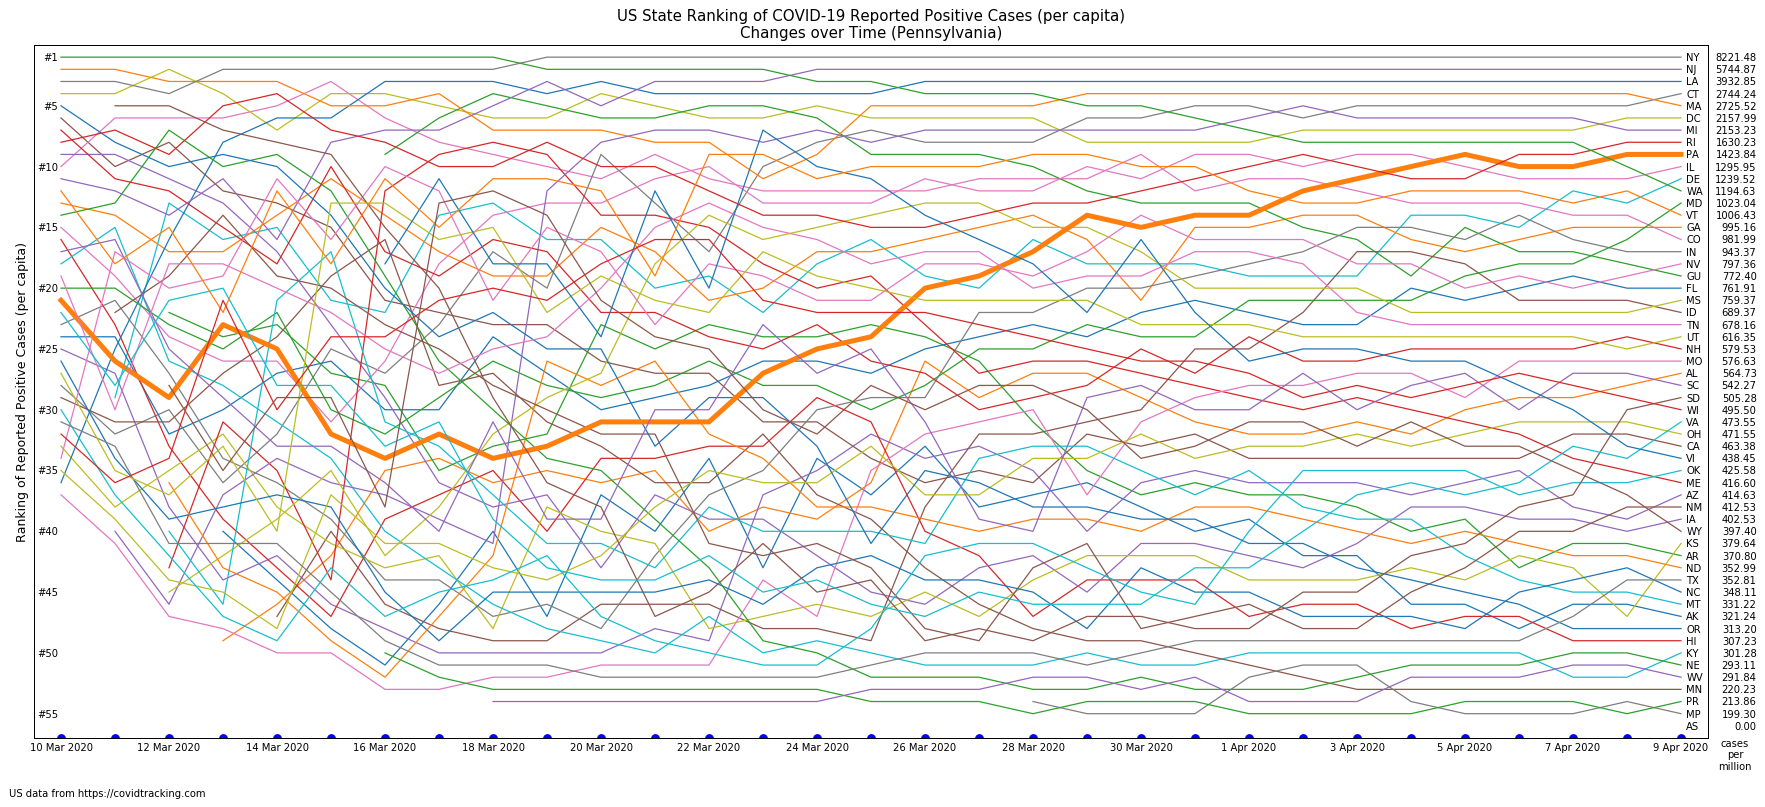 US State Ranking of COVID-19 Reported Positive Cases (per capita)
Changes over Time (Pennsylvania)
Ranking of Reported Positive Cases (per capita)
#1
#5
#10
#15
#20
#25
#30
#35
#40
#45
#50
#55
NY 8221.48
NJ 5744.87
LA 3932.85
CT 2744.24
MA 2725.52
DC 2157.99
MI 2153.23
RI 1630.23
PA 1423.84
IL 1295.95
DE 1239.52
WA 1194.63
MD 1023.04
VT 1006.43
GA 995.16
CO 981.99
IN 943.37
NV 797.36
GU 772.40
FL 761.91
MS 759.37
ID 689.37
TN 678.16
UT 616.35
NH 579.53
MO 576.63
AL 564.73
SC 542.27
SD 505.28
WI 495.50
VA 473.55
OH 471.55
CA 463.38
VI 438.45
OK 425.58
ME 416.60
AZ 414.63
NM 412.53
IA 402.53
WY 397.40
KS 379.64
AR 370.80
ND 352.99
TX 352.81
NC 348.11
MT 331.22
AK 321.24
OR 313.20
HI 307.23
KY 301.28
NE 293.11
WV 291.84
MN 220.23
PR 213.86
MP 199.30
AS 0.00
10 Mar 2020 12 Mar 2020 14 Mar 2020 16 Mar 2020 18 Mar 2020 20 Mar 2020 22 Mar 2020 24 Mar 2020 26 Mar 2020 28 Mar 2020 30 Mar 2020 1 Apr 2020 3 Apr 2020 5 Apr 2020 7 Apr 2020 9 Apr 2020
cases
per
million
US data from https://covidtracking.com